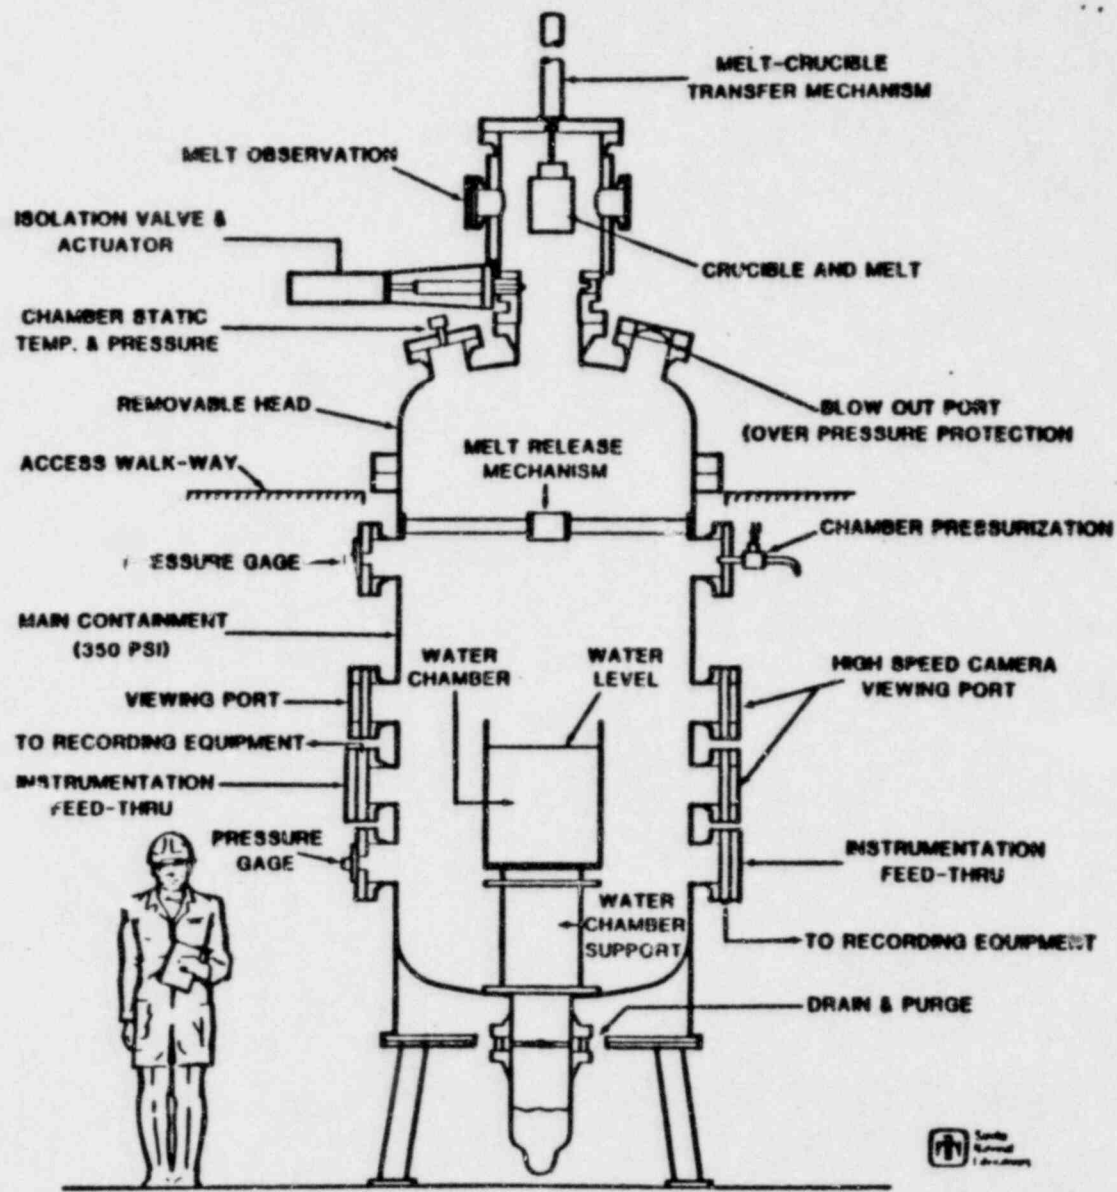 MELT-CRUCIBLE
TRANSFER MECHANISM
MELT OBSERVATION
ISOLATION VALVE &
ACTUATOR
CRUCIBLE AND MELT
CHAMBER STATIC
TEMP. & PRESSURE
REMOVABLE HEAD
BLOW OUT PORT
(OVER PRESSURE PROTECTION
MELT RELEASE
MECHANISM
ACCESS WALK-WAY
CHAMBER PRESSURIZATION
ESSURE GAGE
MAIN CONTAINMENT
(350 PSI)
WATER
CHAMBER
WATER
LEVEL
HIGH SPEED CAMERA
VIEWING PORT
VIEWING PORT
TO RECORDING EQUIPMENT
INSTRUMENTATION
FEED-THRU
PRESSURE
GAGE
INSTRUMENTATION
FEED-THRU
WATER
CHAMBER
SUPPORT
TO RECORDING EQUIPMENT
DRAIN & PURGE